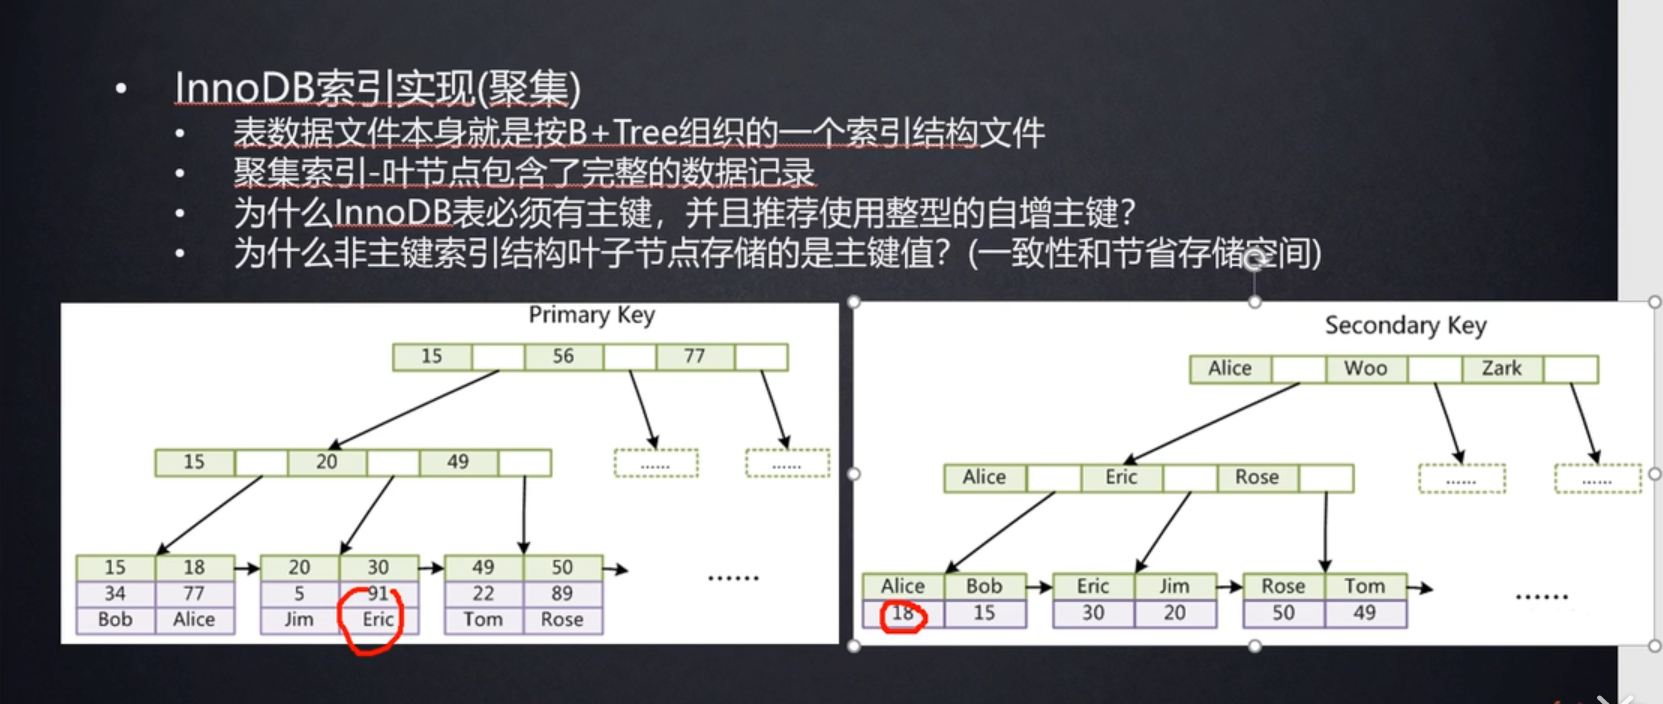 InnoDB索引实现(聚集)
表数据文件本身就是按B+Tree组织的一个索引结构文件
聚集索引-叶节点包含了完整的数据记录
为什么InnoDB表必须有主键，并且推荐使用整型的自增主键？
为什么非主键索引结构叶子节点存储的是主键值？(一致性和节省存储空间)
Primary Key
15 56 77
15 20 49 ...... ......
15 18 20 30 49 50 ......
34 77 5 91 22 89
Bob Alice Jim Eric Tom Rose
Secondary Key
Alice Woo Zark
Alice Eric Rose ...... ......
Alice Bob Eric Jim Rose Tom ......
18 15 30 20 50 49